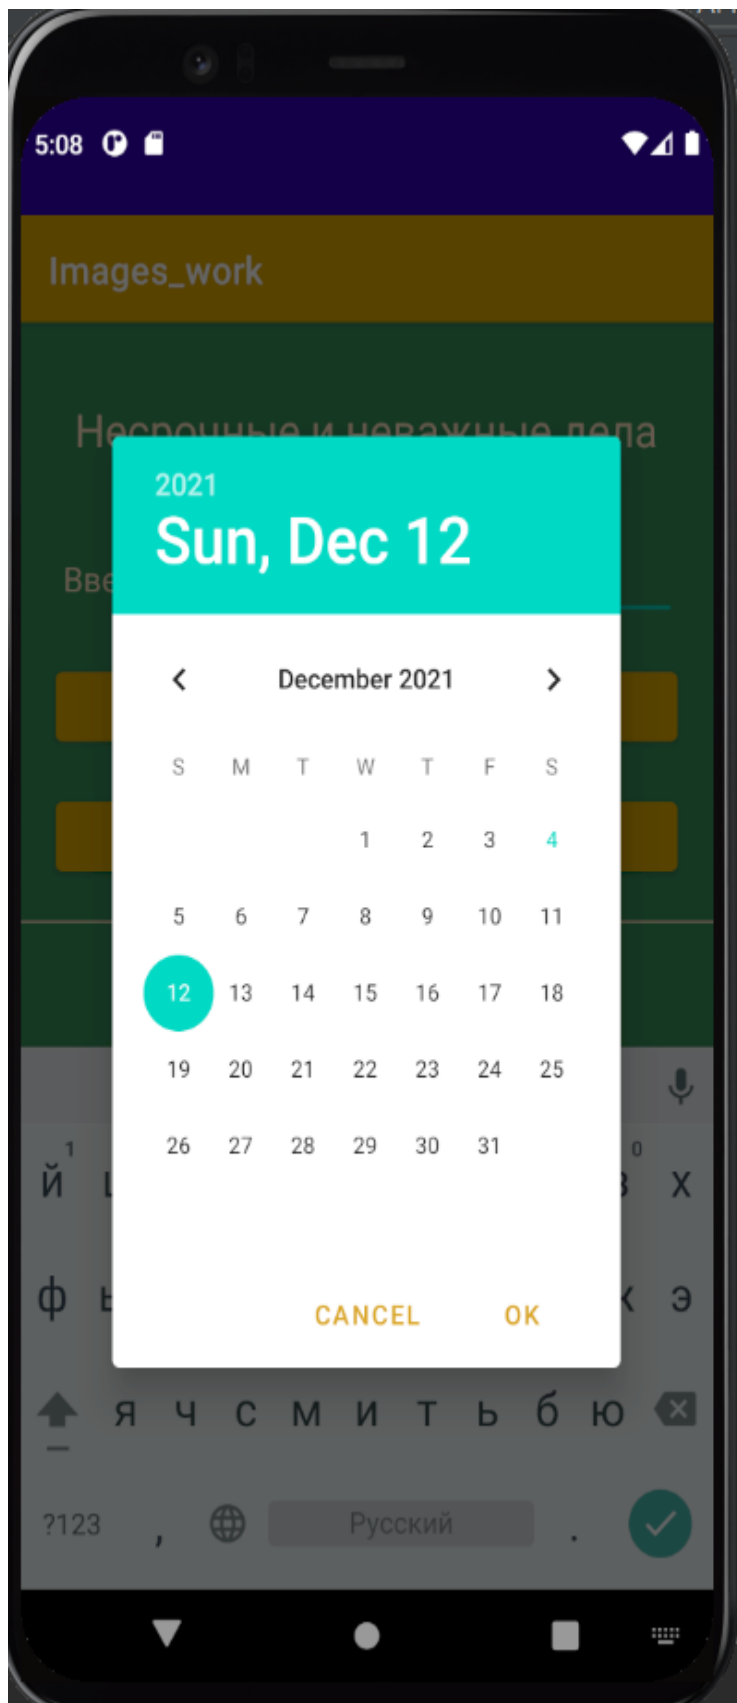 5:08
Images_work
Несрочные и неважные дела
2021
Sun, Dec 12
December 2021
S M T W T F S
1 2 3 4
5 6 7 8 9 10 11
12 13 14 15 16 17 18
19 20 21 22 23 24 25
26 27 28 29 30 31
1 0
й х
ф э
CANCEL OK
я ч с м и т ь б ю
?123 , Русский .